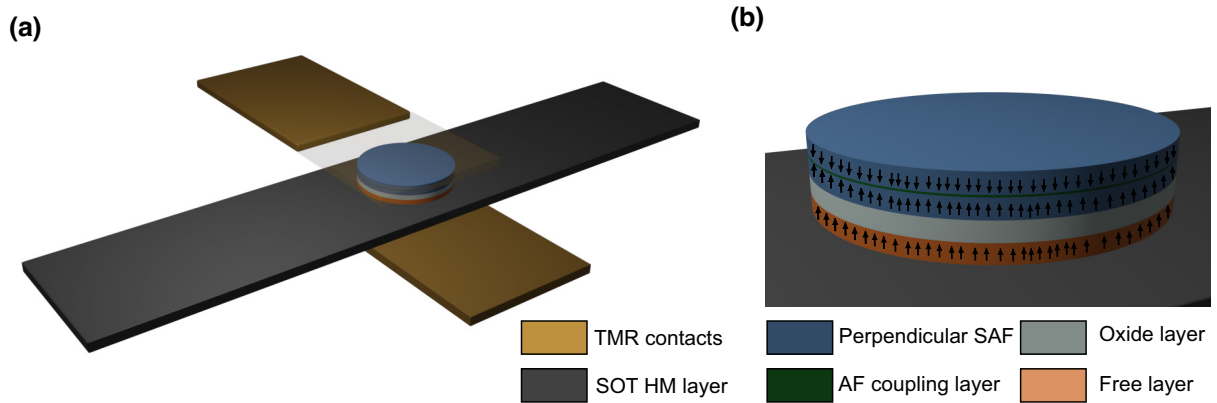 (a)
(b)
TMR contacts
Perpendicular SAF
Oxide layer
SOT HM layer
AF coupling layer
Free layer